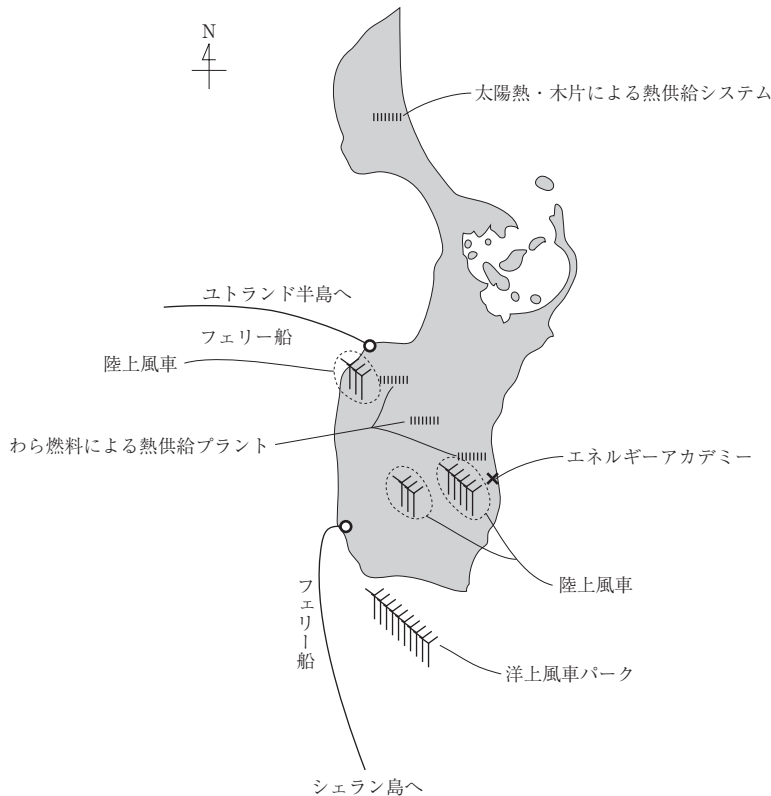 N
太陽熱・木片による熱供給システム
ユトランド半島へ
フェリー船
陸上風車
わら燃料による熱供給プラント
エネルギーアカデミー
陸上風車
フェリー船
洋上風車パーク
シェラン島へ